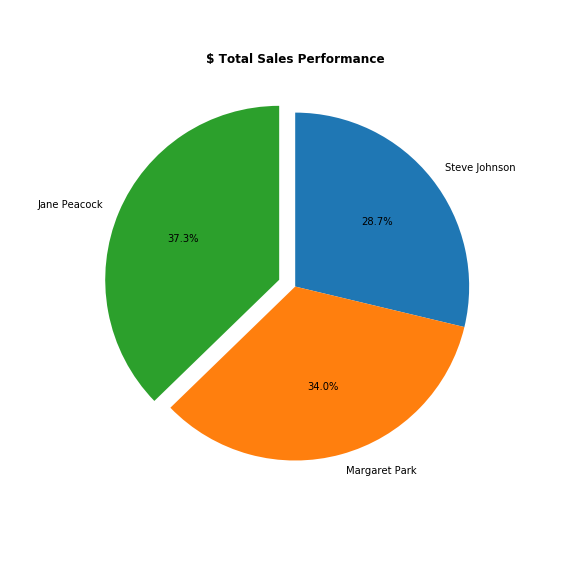 $ Total Sales Performance
Steve Johnson
Jane Peacock
28.7%
37.3%
34.0%
Margaret Park